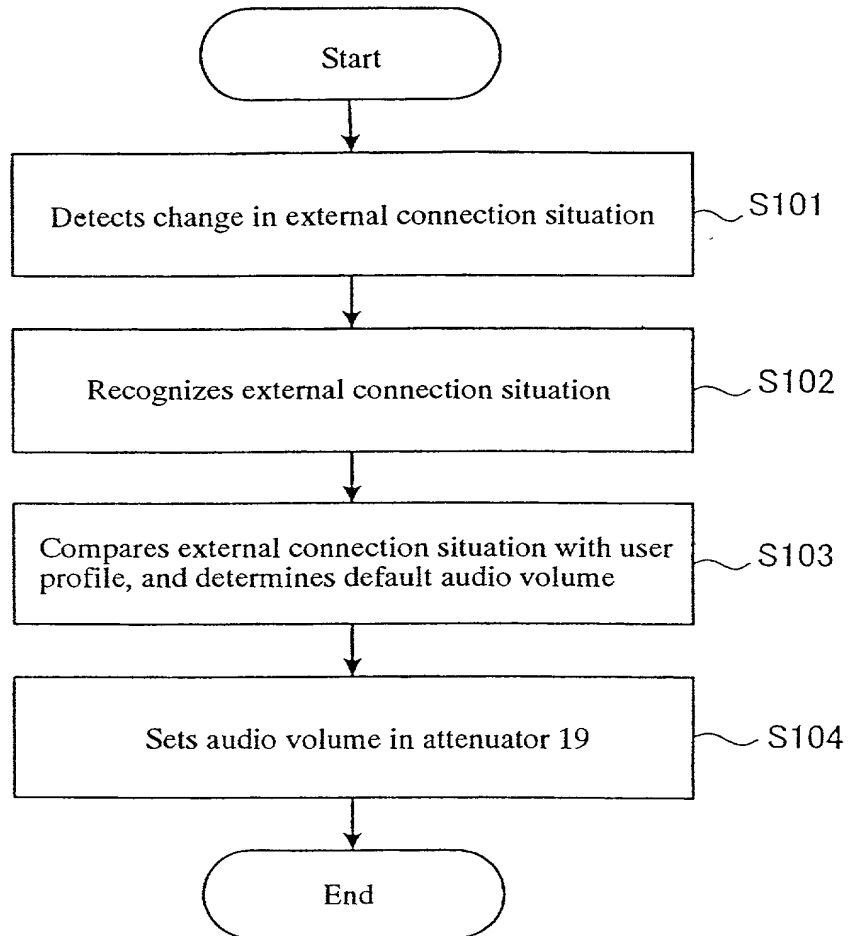 Start
Detects change in external connection situation
S101
Recognizes external connection situation
S102
Compares external connection situation with user
profile, and determines default audio volume
S103
Sets audio volume in attenuator 19
S104
End